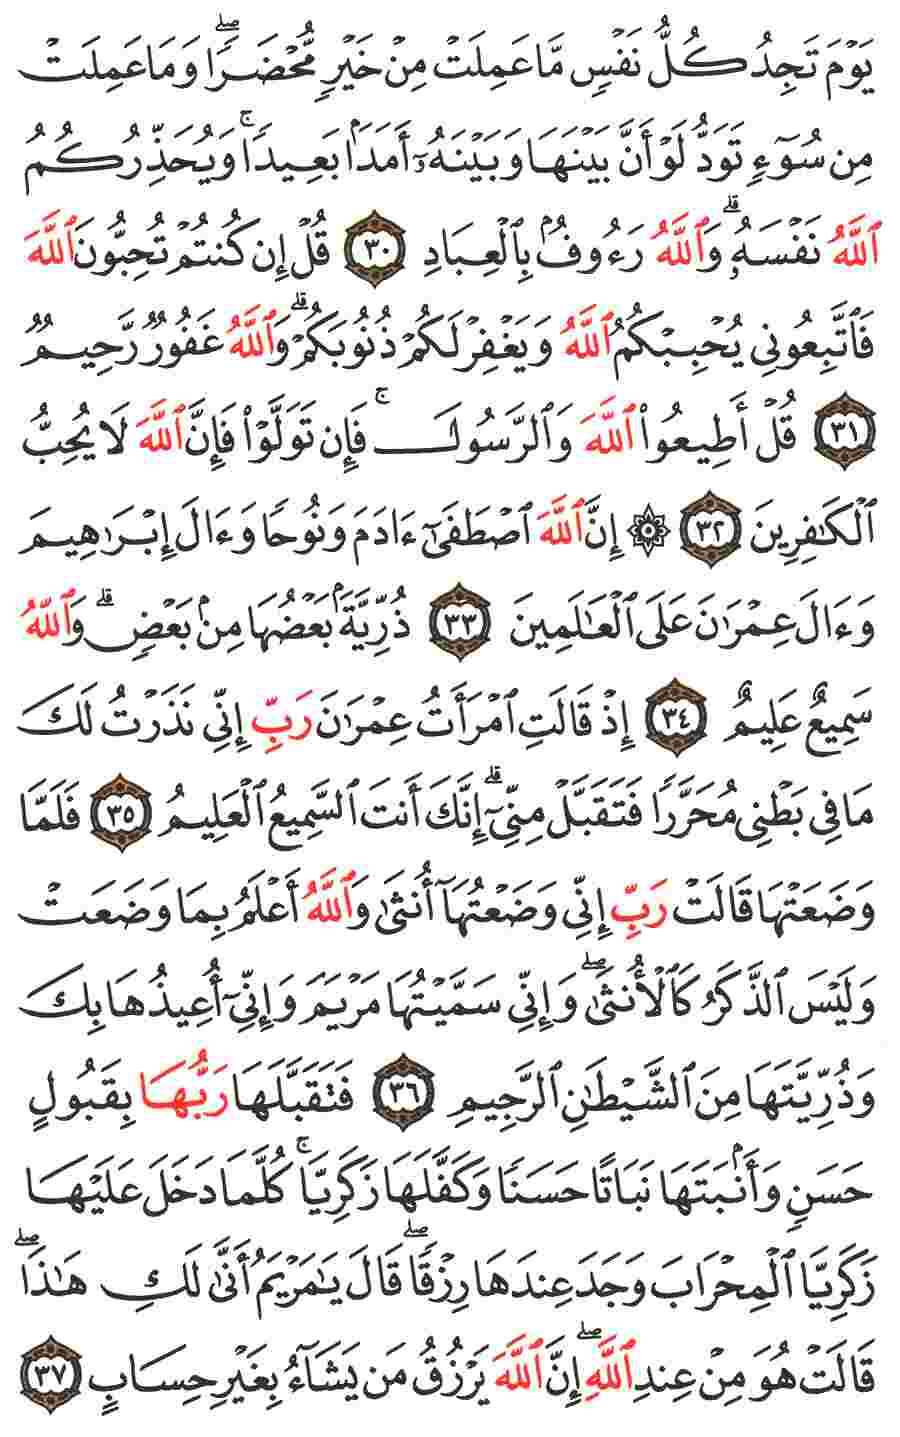 يَوْمَ تَجِدُ كُلُّ نَفْسٍ مَّا عَمِلَتْ مِنْ خَيْرٍ مُّحْضَرًا ۖ وَمَا عَمِلَتْ
مِن سُوٓءٍ تَوَدُّ لَوْ أَنَّ بَيْنَهَا وَبَيْنَهُۥٓ أَمَدًۢا بَعِيدًا ۗ وَيُحَذِّرُكُمُ
ٱللَّهُ نَفْسَهُۥ ۗ وَٱللَّهُ رَءُوفٌۢ بِٱلْعِبَادِ ٣٠ قُلْ إِن كُنتُمْ تُحِبُّونَ ٱللَّهَ
فَٱتَّبِعُونِى يُحْبِبْكُمُ ٱللَّهُ وَيَغْفِرْ لَكُمْ ذُنُوبَكُمْ ۗ وَٱللَّهُ غَفُورٌ رَّحِيمٌ
٣١ قُلْ أَطِيعُوا۟ ٱللَّهَ وَٱلرَّسُولَ ۖ فَإِن تَوَلَّوْا۟ فَإِنَّ ٱللَّهَ لَا يُحِبُّ
ٱلْكَٰفِرِينَ ٣٢ ۞ إِنَّ ٱللَّهَ ٱصْطَفَىٰٓ ءَادَمَ وَنُوحًا وَءَالَ إِبْرَٰهِيمَ
وَءَالَ عِمْرَٰنَ عَلَى ٱلْعَٰلَمِينَ ٣٣ ذُرِّيَّةًۢ بَعْضُهَا مِنۢ بَعْضٍ ۗ وَٱللَّهُ
سَمِيعٌ عَلِيمٌ ٣٤ إِذْ قَالَتِ ٱمْرَأَتُ عِمْرَٰنَ رَبِّ إِنِّى نَذَرْتُ لَكَ
مَا فِى بَطْنِى مُحَرَّرًا فَتَقَبَّلْ مِنِّىٓ ۖ إِنَّكَ أَنتَ ٱلسَّمِيعُ ٱلْعَلِيمُ ٣٥ فَلَمَّا
وَضَعَتْهَا قَالَتْ رَبِّ إِنِّى وَضَعْتُهَآ أُنثَىٰ وَٱللَّهُ أَعْلَمُ بِمَا وَضَعَتْ
وَلَيْسَ ٱلذَّكَرُ كَٱلْأُنثَىٰ ۖ وَإِنِّى سَمَّيْتُهَا مَرْيَمَ وَإِنِّىٓ أُعِيذُهَا بِكَ
وَذُرِّيَّتَهَا مِنَ ٱلشَّيْطَٰنِ ٱلرَّجِيمِ ٣٦ فَتَقَبَّلَهَا رَبُّهَا بِقَبُولٍ
حَسَنٍ وَأَنۢبَتَهَا نَبَاتًا حَسَنًا وَكَفَّلَهَا زَكَرِيَّا ۖ كُلَّمَا دَخَلَ عَلَيْهَا
زَكَرِيَّا ٱلْمِحْرَابَ وَجَدَ عِندَهَا رِزْقًا ۖ قَالَ يَٰمَرْيَمُ أَنَّىٰ لَكِ هَٰذَا ۖ
قَالَتْ هُوَ مِنْ عِندِ ٱللَّهِ ۖ إِنَّ ٱللَّهَ يَرْزُقُ مَن يَشَآءُ بِغَيْرِ حِسَابٍ ٣٧